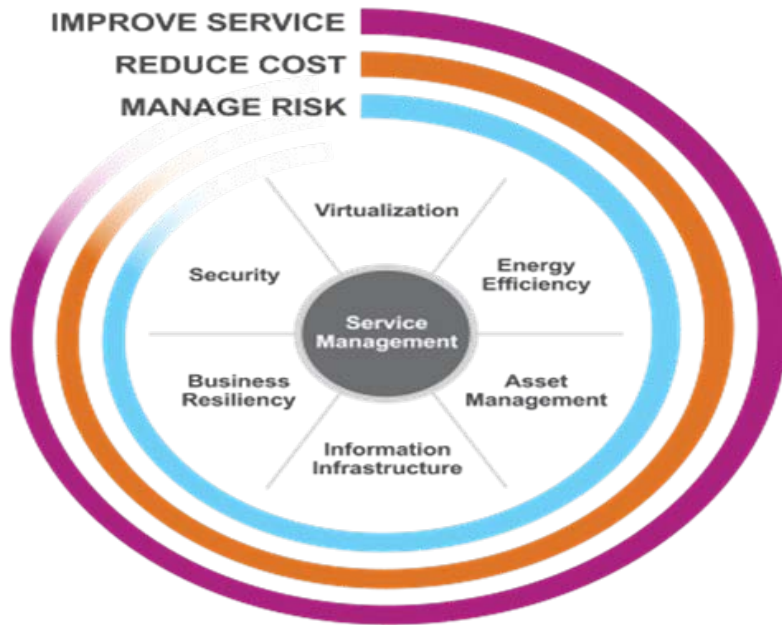 IMPROVE SERVICE
REDUCE COST
MANAGE RISK
Virtualization
Energy
Efficiency
Asset
Management
Information
Infrastructure
Business
Resiliency
Security
Service
Management